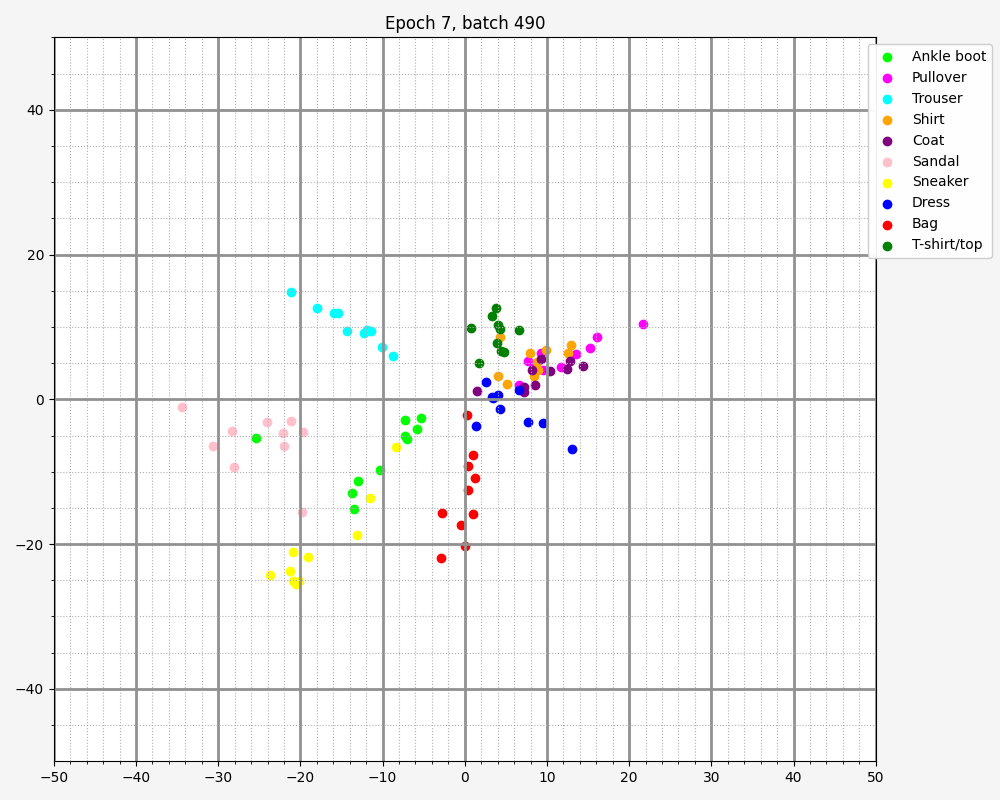 Epoch 7, batch 490
Ankle boot
Pullover
Trouser
Shirt
Coat
Sandal
Sneaker
Dress
Bag
T-shirt/top
40
20
0
−20
−40
−50
−40
−30
−20
−10
0
10
20
30
40
50